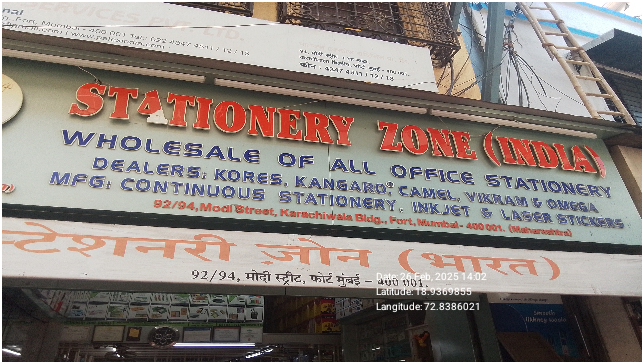 STATIONERY ZONE (INDIA)
WHOLESALE OF ALL OFFICE STATIONERY
DEALERS: KORES, KANGARO, CAMEL, VIKRAM & OMEGA
MFG: CONTINUOUS STATIONERY, INKJET & LASER STICKERS
92/94, Modi Street, Karachiwala Bldg., Fort, Mumbai - 400 001. (Maharashtra)
स्टेशनरी ज़ोन (भारत)
92/94, मोदी स्ट्रीट, फोर्ट मुंबई - 400 001.
Date: 26 Feb, 2025 14:02
Latitude: 18.9369855
Langitude: 72.8386021